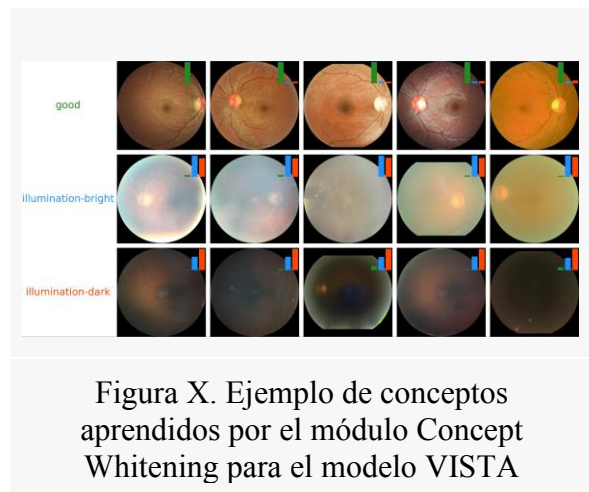 good
illumination-bright
illumination-dark
Figura X. Ejemplo de conceptos
aprendidos por el módulo Concept
Whitening para el modelo VISTA